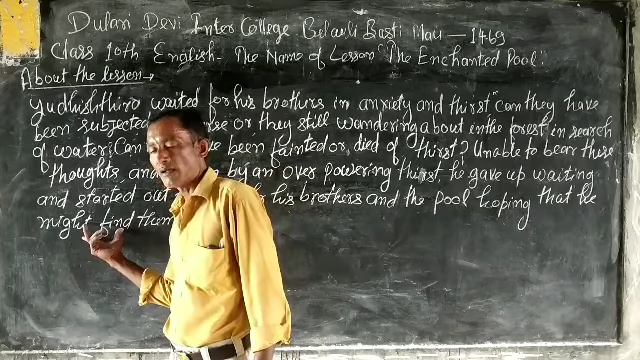 Dulari Devi Inter College Belauli Basti Mau — 1469
Class 10th English - The Name of Lesson "The Enchanted Pool:
About the lesson→
Yudhishthira waited for his brothers in anxiety and thirst "can they have
been subjected or they still wandering about in the forest in search
of water: Can been fainted or died of thirst? Unable to bear these
thoughts and by an over powering thirst he gave up waiting
and started out his brothers and the pool hoping that he
might find them